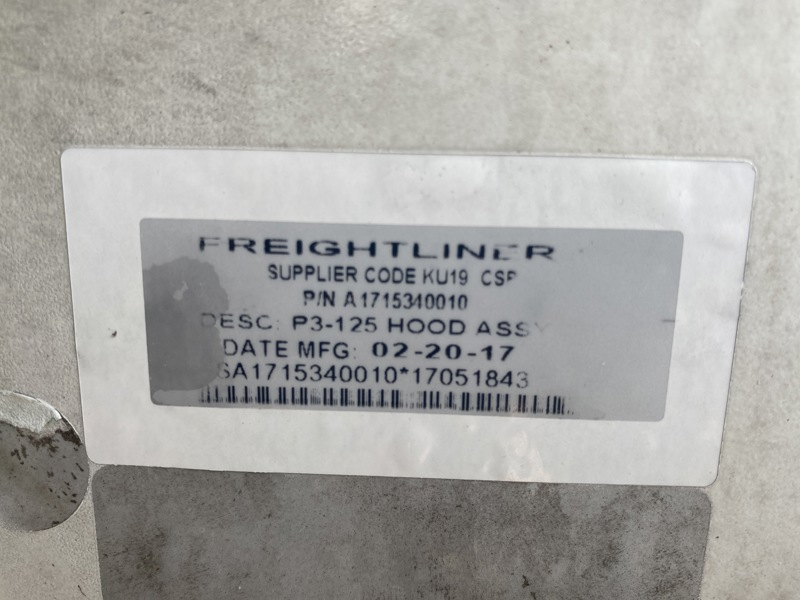 FREIGHTLINER
SUPPLIER CODE KU19 CSP
P/N A1715340010
DESC: P3-125 HOOD ASSY
DATE MFG: 02-20-17
SA1715340010*17051843